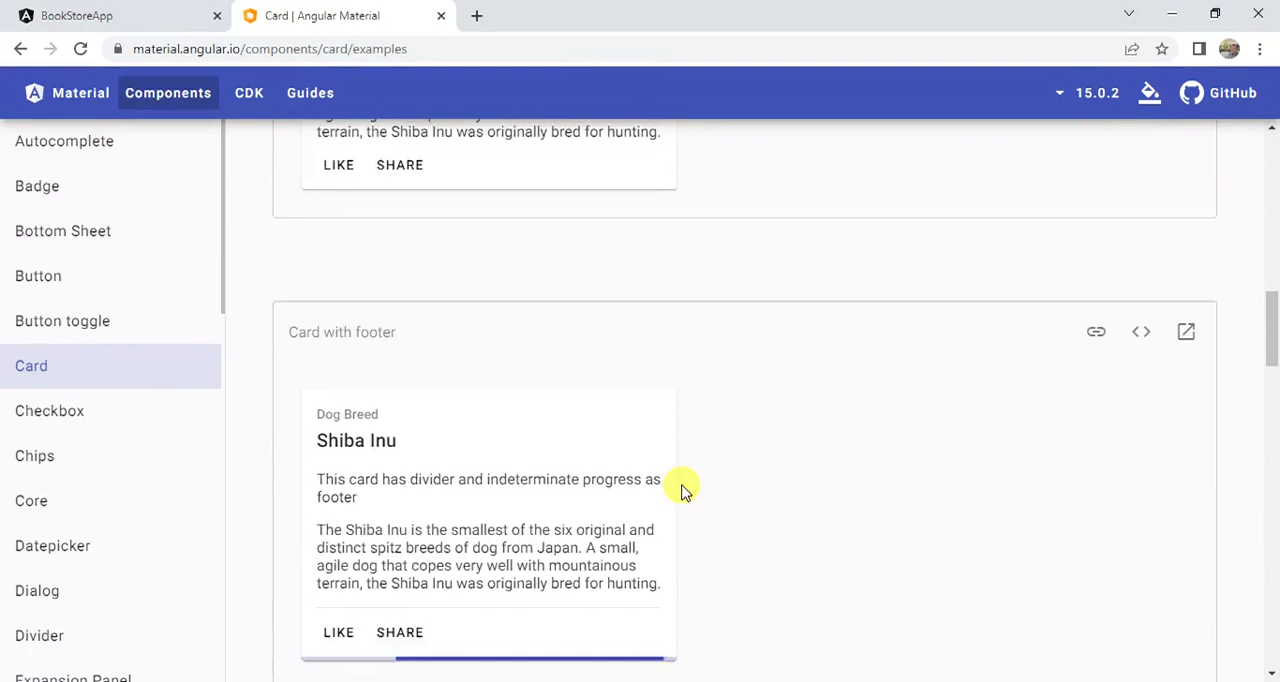 BookStoreApp
Card | Angular Material
material.angular.io/components/card/examples
Material
Components
CDK
Guides
15.0.2
GitHub
Autocomplete
Badge
Bottom Sheet
Button
Button toggle
Card
Checkbox
Chips
Core
Datepicker
Dialog
Divider
Expansion Panel
terrain, the Shiba Inu was originally bred for hunting.
LIKE SHARE
Card with footer
Dog Breed
Shiba Inu
This card has divider and indeterminate progress as
footer
The Shiba Inu is the smallest of the six original and
distinct spitz breeds of dog from Japan. A small,
agile dog that copes very well with mountainous
terrain, the Shiba Inu was originally bred for hunting.
LIKE SHARE